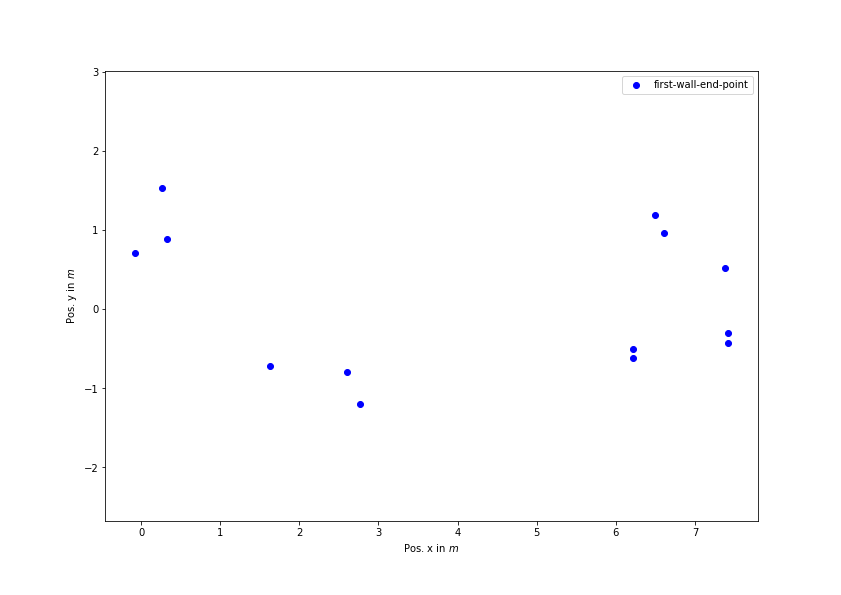 first-wall-end-point
3
2
1
0
−1
−2
Pos. y in m
0 1 2 3 4 5 6 7
Pos. x in m